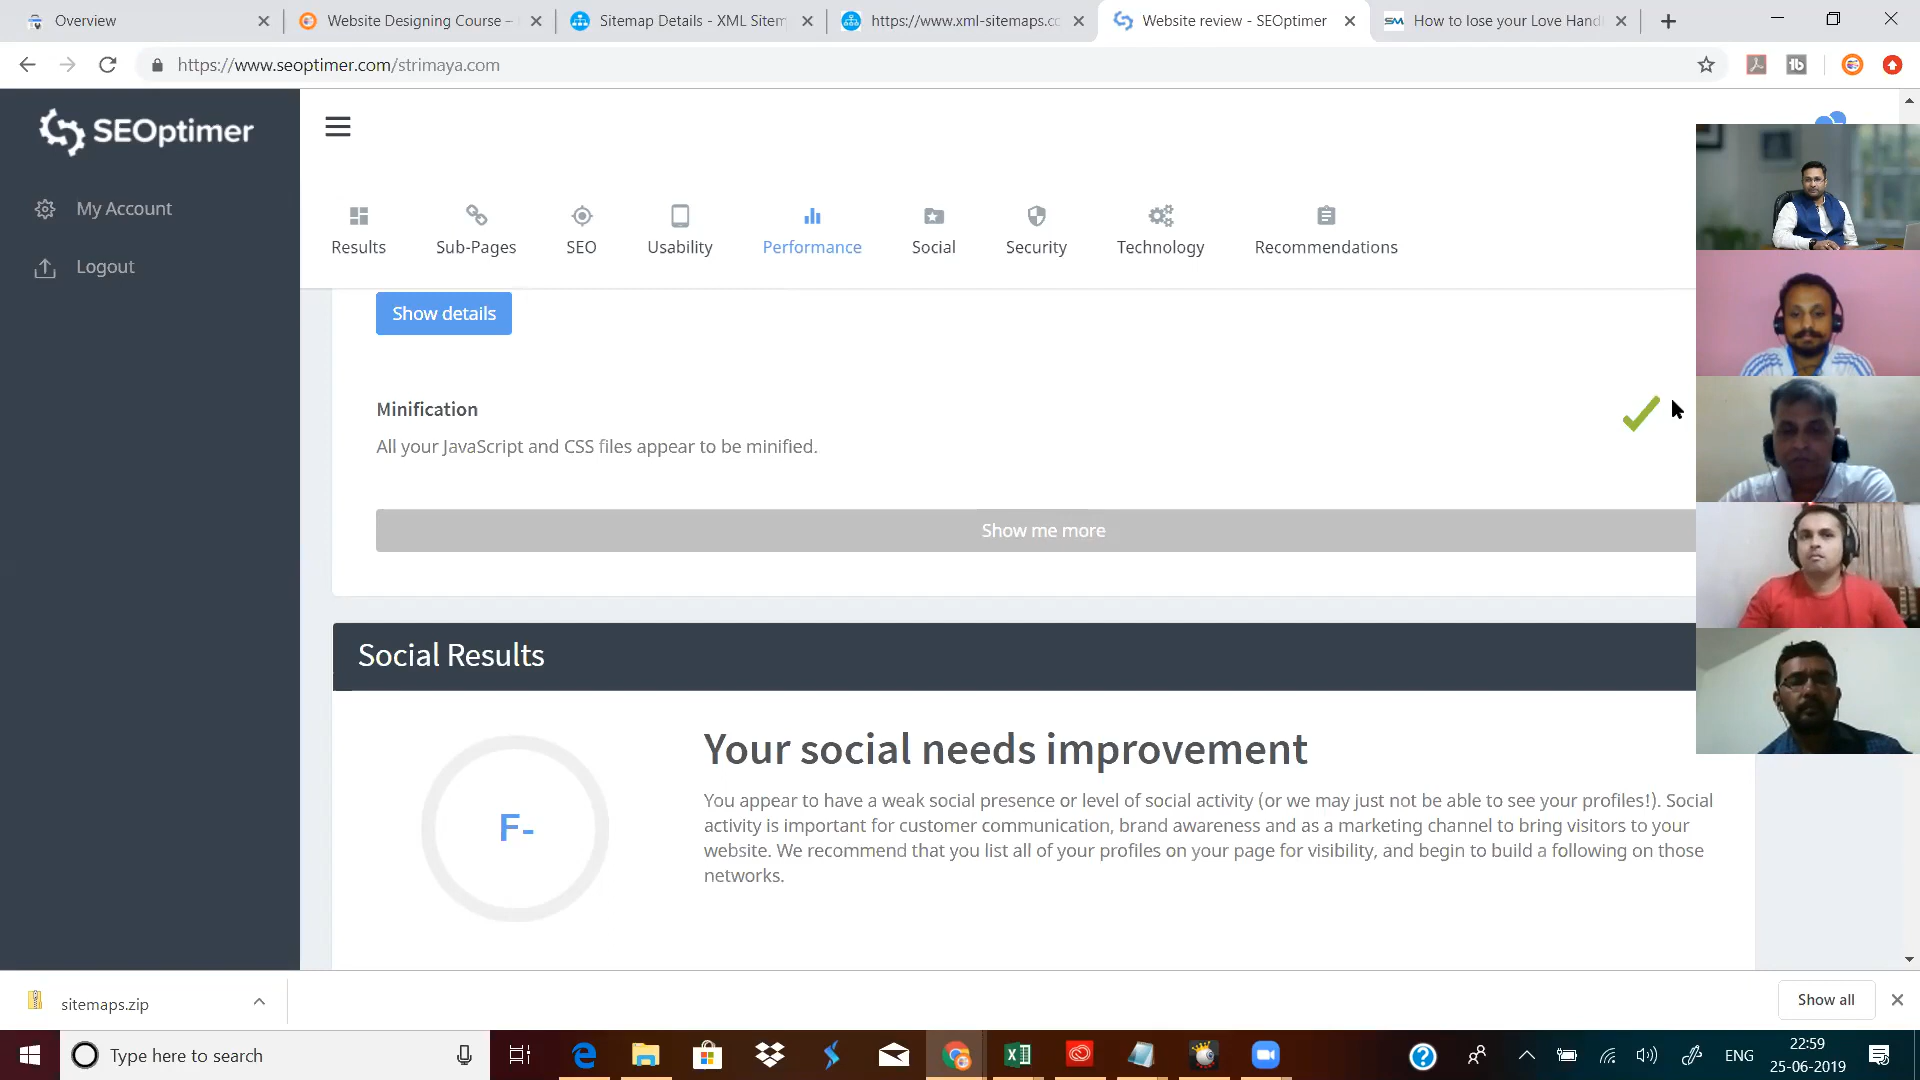 Overview
Website Designing Course –
Sitemap Details - XML Sitem
https://www.xml-sitemaps.co
Website review - SEOptimer
How to lose your Love Handl
https://www.seoptimer.com/strimaya.com
SEOptimer
My Account
Logout
Results
Sub-Pages
SEO
Usability
Performance
Social
Security
Technology
Recommendations
Show details
Minification
All your JavaScript and CSS files appear to be minified.
Show me more
Social Results
F-
Your social needs improvement
You appear to have a weak social presence or level of social activity (or we may just not be able to see your profiles!). Social
activity is important for customer communication, brand awareness and as a marketing channel to bring visitors to your
website. We recommend that you list all of your profiles on your page for visibility, and begin to build a following on those
networks.
sitemaps.zip
Show all
Type here to search
ENG
22:59
25-06-2019